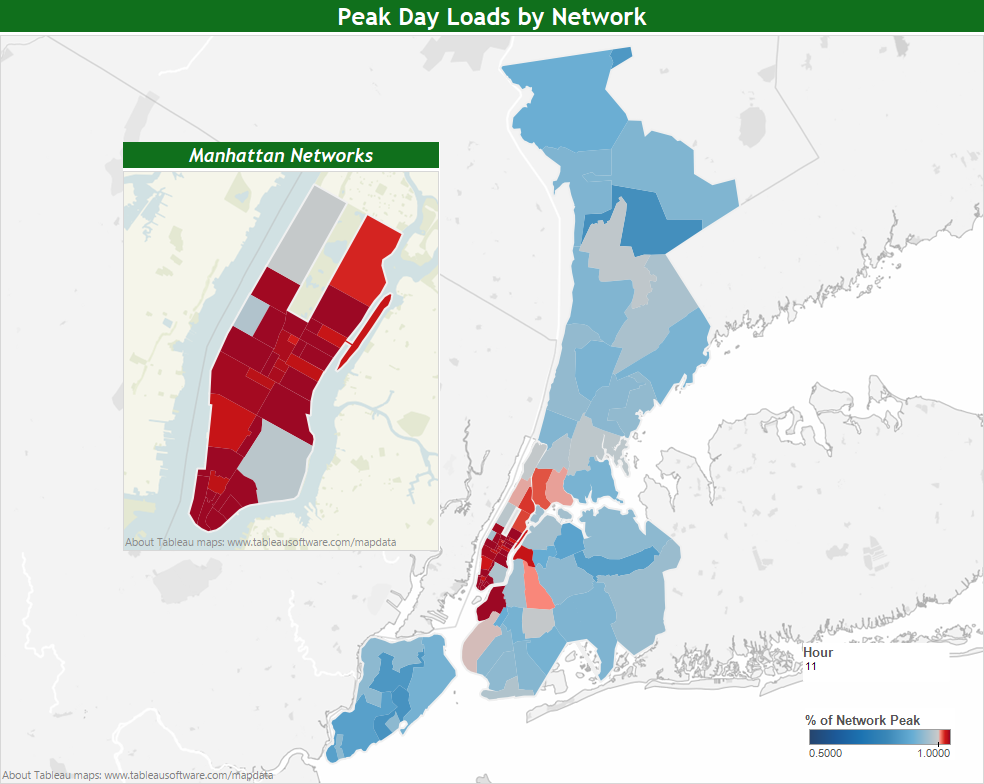 Peak Day Loads by Network
Manhattan Networks
About Tableau maps: www.tableausoftware.com/mapdata
Hour
11
% of Network Peak
0.5000 1.0000
About Tableau maps: www.tableausoftware.com/mapdata